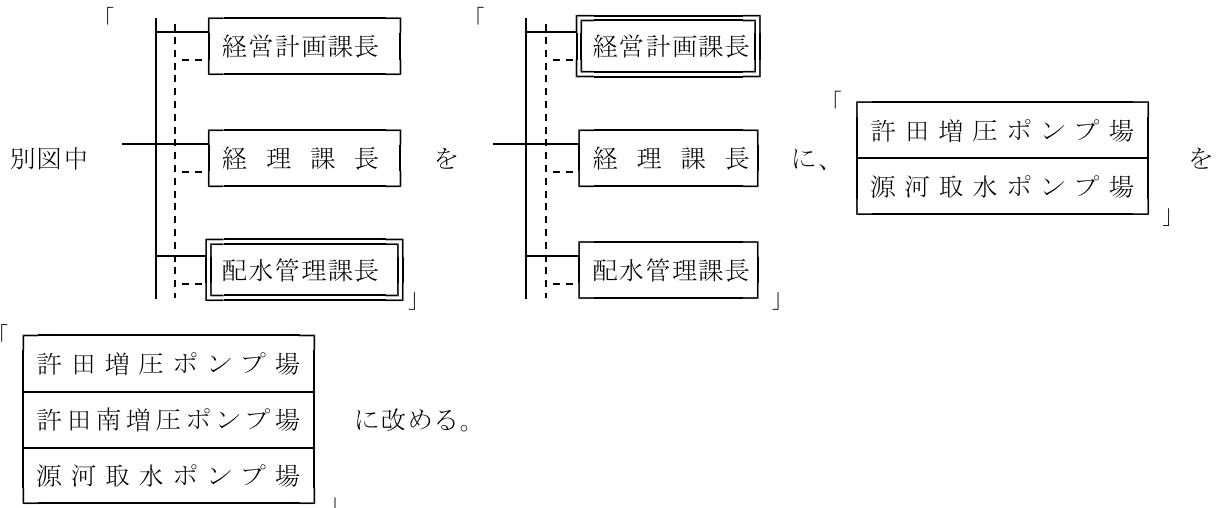 別図中
「
経営計画課長
経理課長
配水管理課長
」
を
「
経営計画課長
経理課長
配水管理課長
」
に、
「
許田増圧ポンプ場
源河取水ポンプ場
」
を
「
許田増圧ポンプ場
許田南増圧ポンプ場
源河取水ポンプ場
」
に改める。